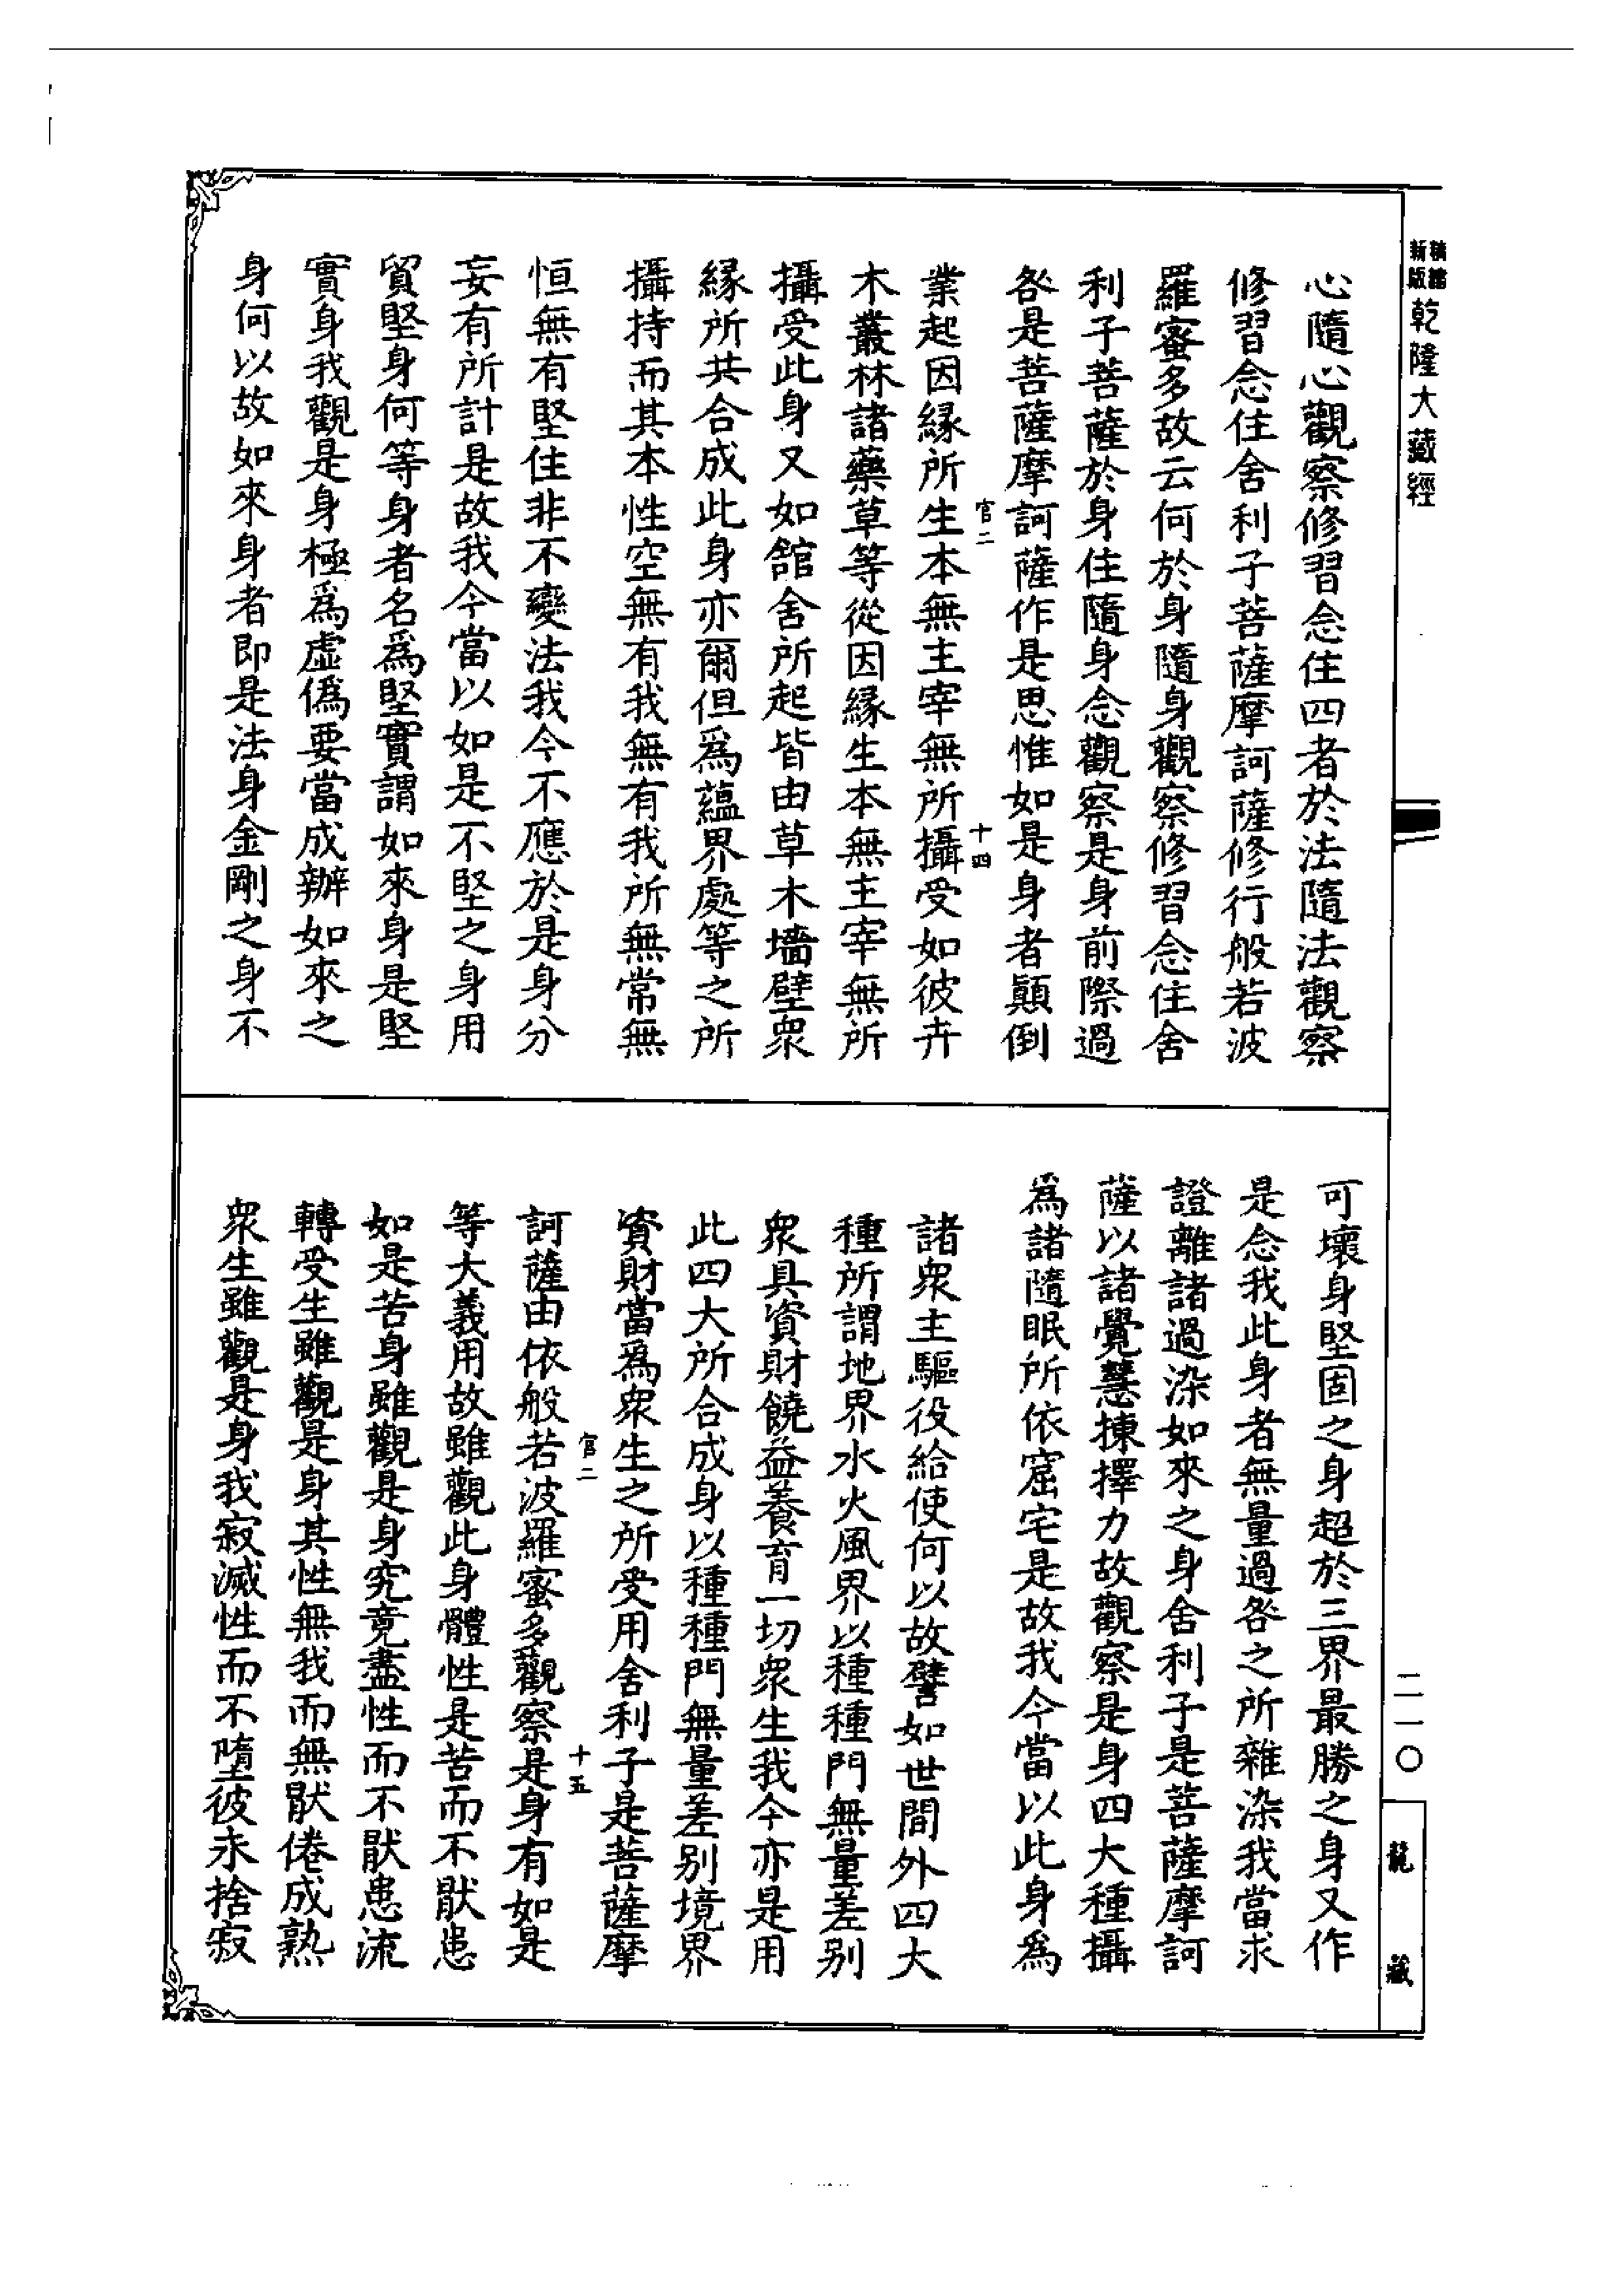 新版精縮乾隆大藏經
心隨心觀察修習念住四者於法隨法觀察
修習念住舍利子菩薩摩訶薩修行般若波
羅蜜多故云何於身隨身觀察修習念住舍
利子菩薩於身住隨身念觀察是身前際過
咎是菩薩摩訶薩作是思惟如是身者顛倒
官二
十四
業起因緣所生本無主宰無所攝受如彼卉
木叢林諸藥草等從因緣生本無主宰無所
攝受此身又如舘舍所起皆由草木墻壁衆
緣所共合成此身亦爾但爲蘊界處等之所
攝持而其本性空無有我無有我所無常無
恒無有堅住非不變法我今不應於是身分
妄有所計是故我今當以如是不堅之身用
貿堅身何等身者名爲堅實謂如來身是堅
實身我觀是身極爲虛僞要當成辦如來之
身何以故如來身者即是法身金剛之身不
可壞身堅固之身超於三界最勝之身又作
是念我此身者無量過咎之所雜染我當求
證離諸過染如來之身舍利子是菩薩摩訶
薩以諸覺慧揀擇力故觀察是身四大種攝
為諸隨眠所依窟宅是故我今當以此身為
諸衆主驅役給使何以故譬如世間外四大
種所謂地界水火風界以種種門無量差别
衆具資財饒益養育一切衆生我今亦是用
此四大所合成身以種種門無量差别境界
資財當爲衆生之所受用舍利子是菩薩摩
官二
十五
訶薩由依般若波羅蜜多觀察是身有如是
等大義用故雖觀此身體性是苦而不猒患
如是苦身雖觀是身究竟盡性而不猒患流
轉受生雖觀是身其性無我而無猒倦成熟
衆生雖觀是身我寂滅性而不墮彼永捨寂
二一〇
龍藏